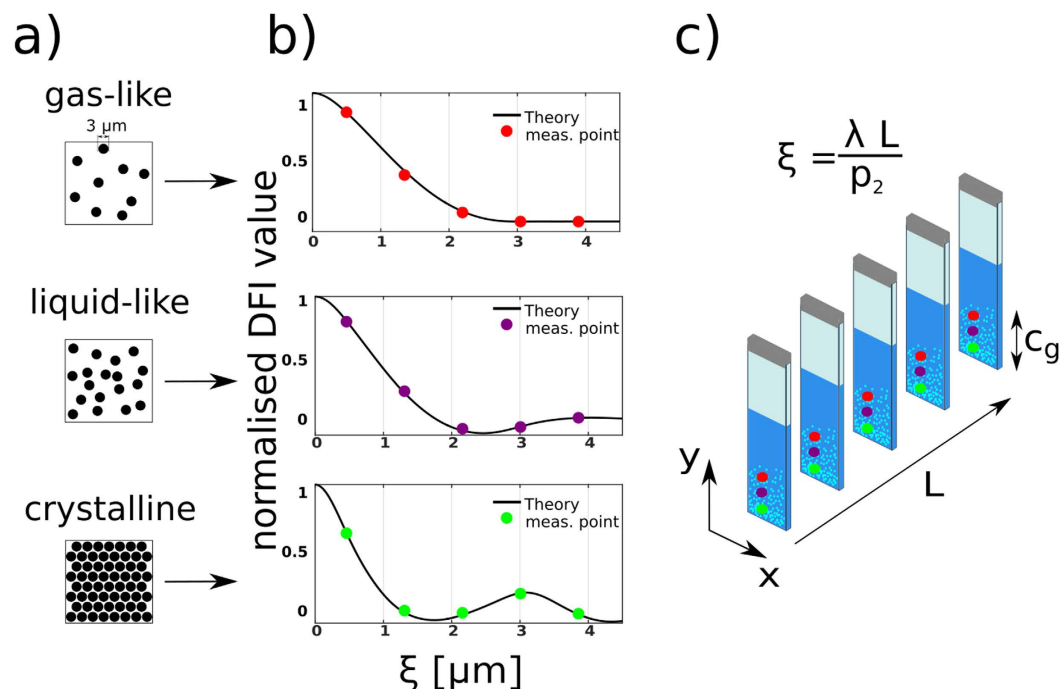 a)
gas-like
3 µm
liquid-like
crystalline
b)
normalised DFI value
1
0.5
0
0 1 2 3 4
Theory
meas. point
1
0.5
0
0 1 2 3 4
Theory
meas. point
1
0.5
0
0 1 2 3 4
Theory
meas. point
ξ [µm]
c)
ξ = λ L
p₂
c_g
L
y
x